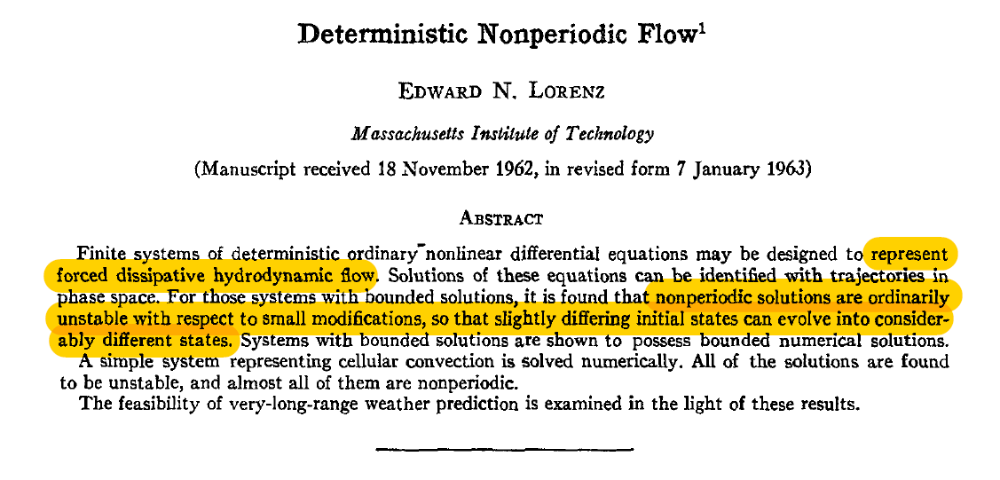 Deterministic Nonperiodic Flow¹
EDWARD N. LORENZ
Massachusetts Institute of Technology
(Manuscript received 18 November 1962, in revised form 7 January 1963)
ABSTRACT
Finite systems of deterministic ordinary nonlinear differential equations may be designed to represent
forced dissipative hydrodynamic flow. Solutions of these equations can be identified with trajectories in
phase space. For those systems with bounded solutions, it is found that nonperiodic solutions are ordinarily
unstable with respect to small modifications, so that slightly differing initial states can evolve into consider-
ably different states. Systems with bounded solutions are shown to possess bounded numerical solutions.
A simple system representing cellular convection is solved numerically. All of the solutions are found
to be unstable, and almost all of them are nonperiodic.
The feasibility of very-long-range weather prediction is examined in the light of these results.